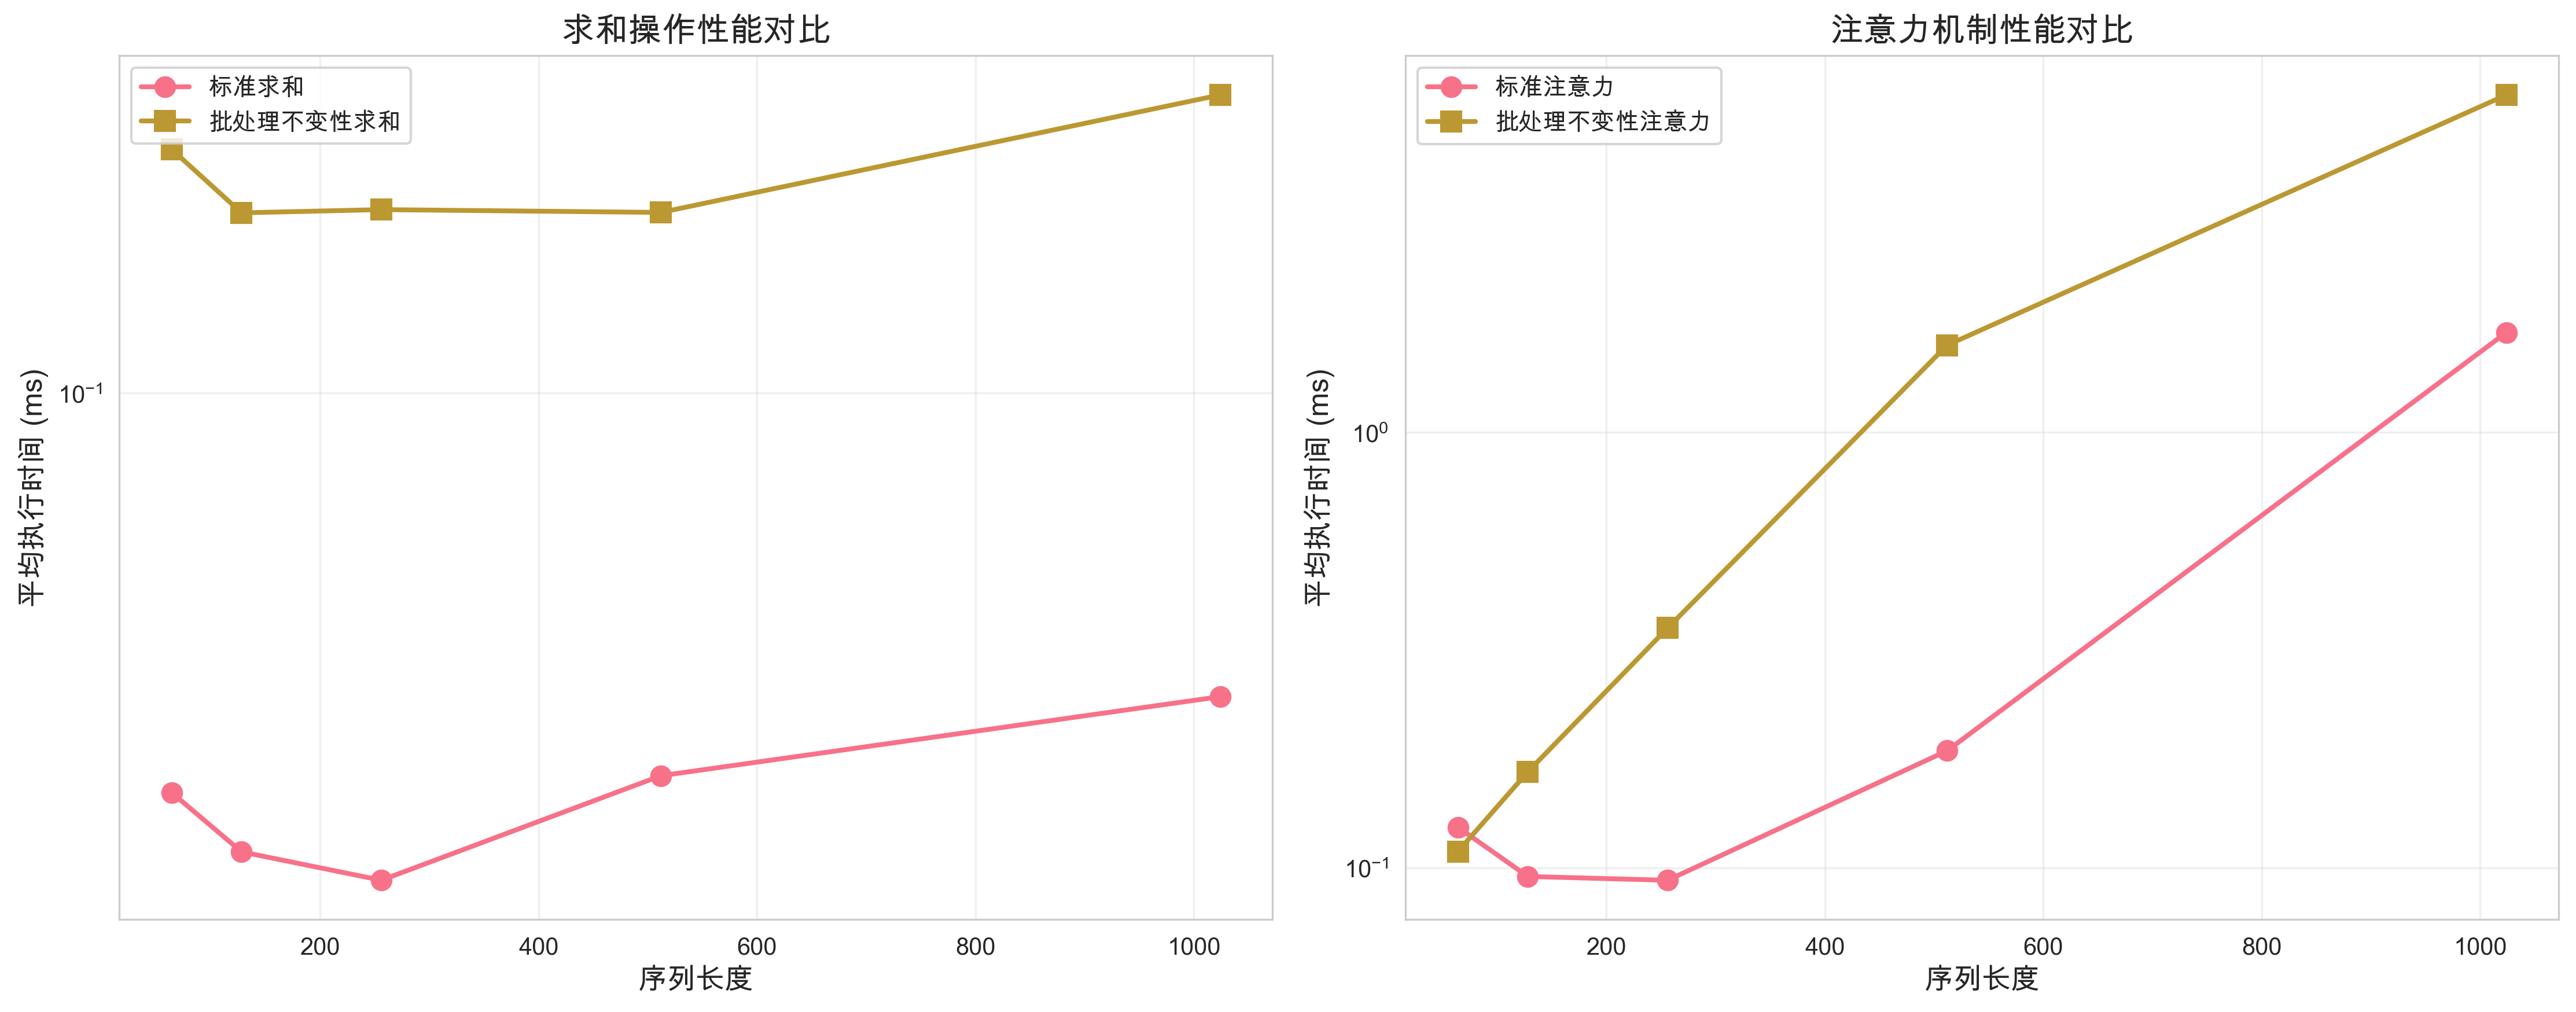 求和操作性能对比
标准求和
批处理不变性求和
平均执行时间 (ms)
10⁻¹
200 400 600 800 1000
序列长度
注意力机制性能对比
标准注意力
批处理不变性注意力
平均执行时间 (ms)
10⁰
10⁻¹
200 400 600 800 1000
序列长度